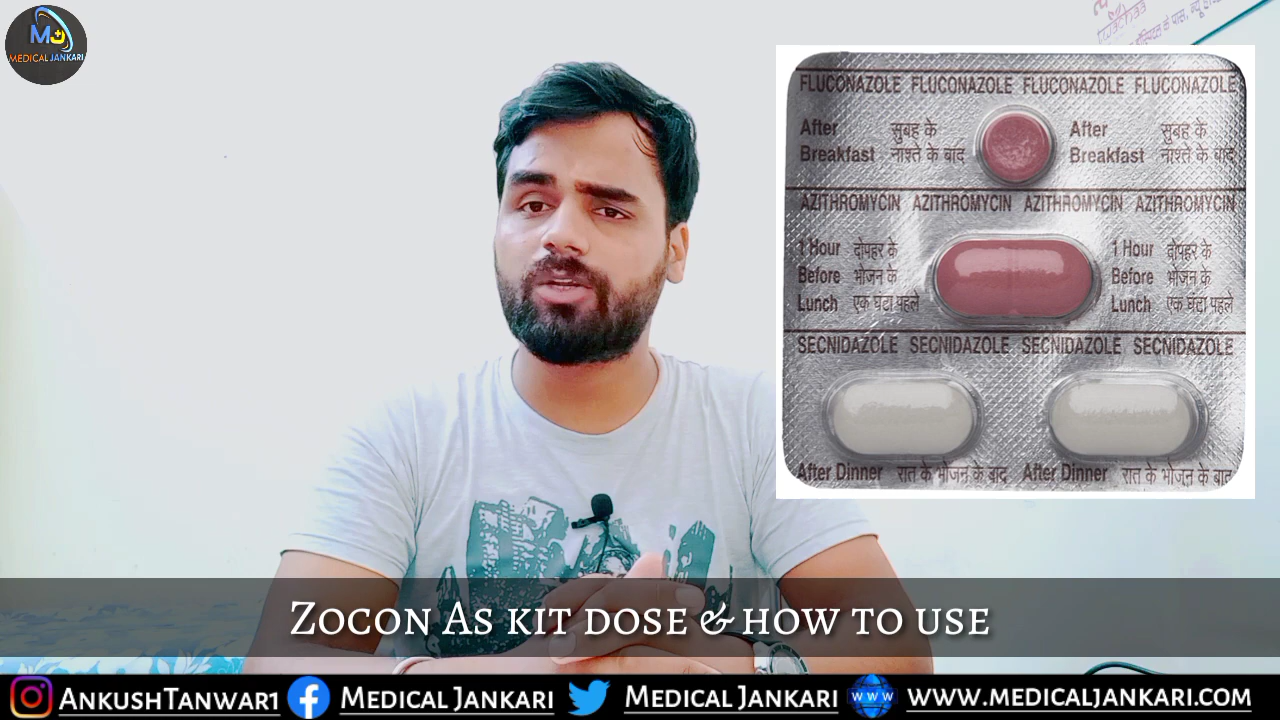 MEDICAL JANKARI
FLUCONAZOLE FLUCONAZOLE FLUCONAZOLE FLUCONAZOLE
After सुबह के After सुबह के
Breakfast नाश्ते के बाद Breakfast नाश्ते के बाद
AZITHROMYCIN AZITHROMYCIN AZITHROMYCIN AZITHROMYCIN
1 Hour दोपहर के 1 Hour दोपहर के
Before भोजन के Before भोजन के
Lunch एक घंटा पहले Lunch एक घंटा पहले
SECNIDAZOLE SECNIDAZOLE SECNIDAZOLE SECNIDAZOLE
After Dinner रात के भोजन के बाद After Dinner रात के भोजन के बाद
Zocon As kit dose & how to use
AnkushTanwar1 Medical Jankari Medical Jankari www.medicaljankari.com